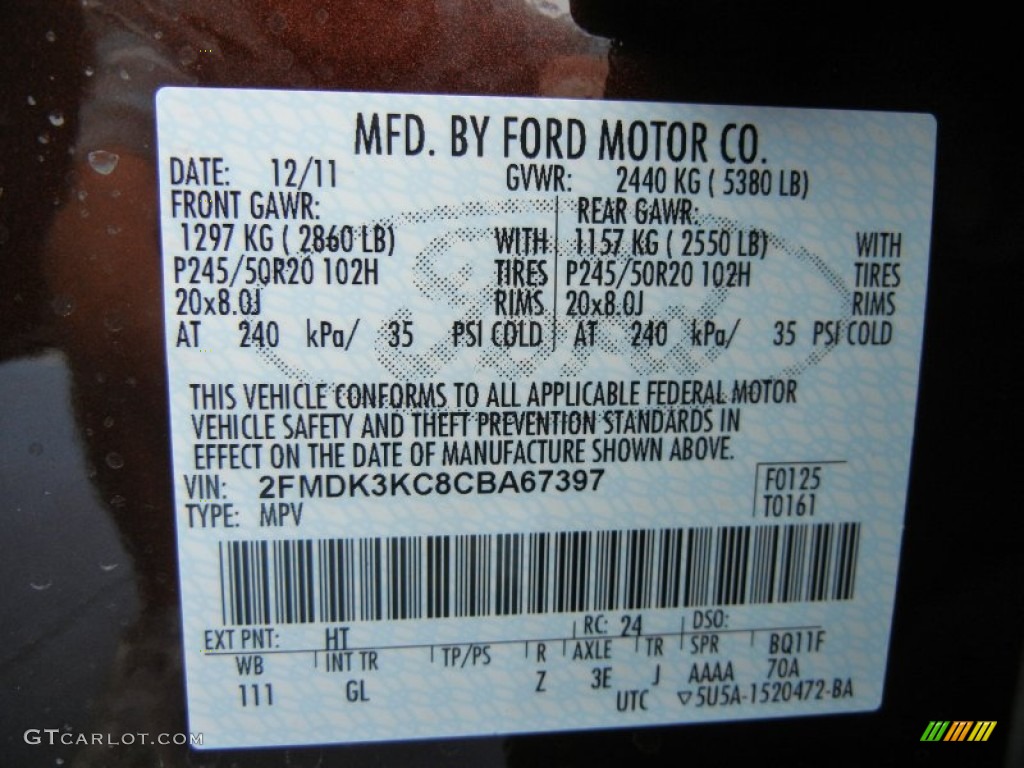 MFD. BY FORD MOTOR CO.
DATE: 12/11 GVWR: 2440 KG ( 5380 LB)
FRONT GAWR: REAR GAWR:
1297 KG ( 2860 LB) WITH 1157 KG ( 2550 LB) WITH
P245/50R20 102H TIRES P245/50R20 102H TIRES
20x8.0J RIMS 20x8.0J RIMS
AT 240 kPa/ 35 PSI COLD AT 240 kPa/ 35 PSI COLD
Ford
THIS VEHICLE CONFORMS TO ALL APPLICABLE FEDERAL MOTOR
VEHICLE SAFETY AND THEFT PREVENTION STANDARDS IN
EFFECT ON THE DATE OF MANUFACTURE SHOWN ABOVE.
VIN: 2FMDK3KC8CBA67397 F0125
TYPE: MPV T0161
EXT PNT: HT RC: 24 DSO:
WB INT TR TP/PS R AXLE TR SPR BQ11F
111 GL Z 3E J AAAA 70A
UTC ▽5U5A-1520472-BA
GTCARLOT.COM